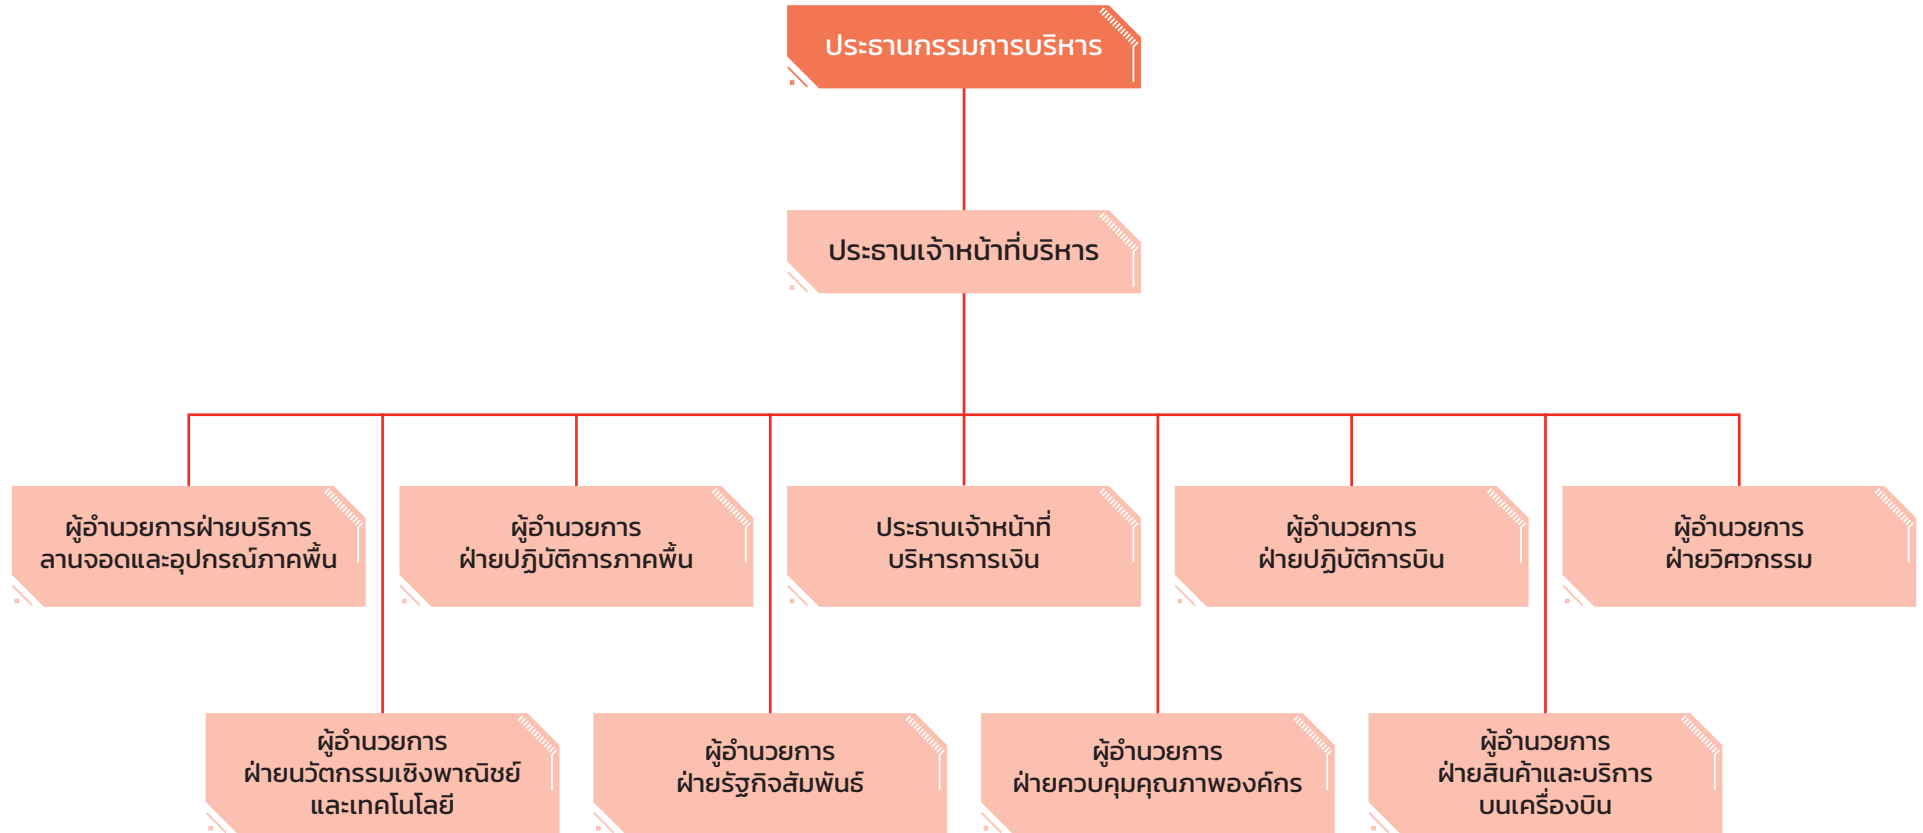 ประธานกรรมการบริหาร
ประธานเจ้าหน้าที่บริหาร
ผู้อำนวยการฝ่ายบริการ
ลานจอดและอุปกรณ์ภาคพื้น
ผู้อำนวยการ
ฝ่ายปฏิบัติการภาคพื้น
ประธานเจ้าหน้าที่
บริหารการเงิน
ผู้อำนวยการ
ฝ่ายปฏิบัติการบิน
ผู้อำนวยการ
ฝ่ายวิศวกรรม
ผู้อำนวยการ
ฝ่ายนวัตกรรมเชิงพาณิชย์
และเทคโนโลยี
ผู้อำนวยการ
ฝ่ายรัฐกิจสัมพันธ์
ผู้อำนวยการ
ฝ่ายควบคุมคุณภาพองค์กร
ผู้อำนวยการ
ฝ่ายสินค้าและบริการ
บนเครื่องบิน